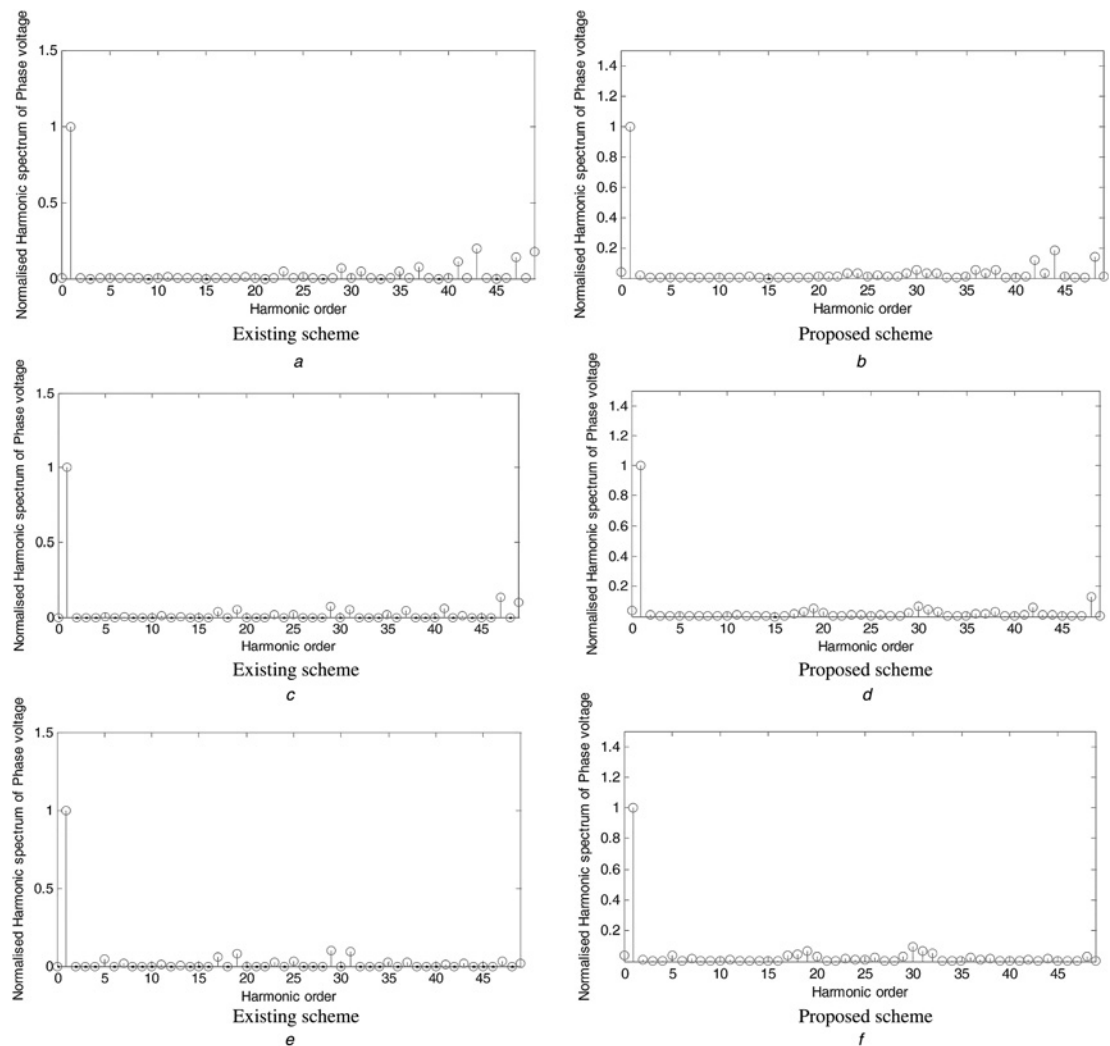 Normalised Harmonic spectrum of Phase voltage
1.5
1
0.5
0
0 5 10 15 20 25 30 35 40 45
Harmonic order
Existing scheme
a
Normalised Harmonic spectrum of Phase voltage
1.4
1.2
1
0.8
0.6
0.4
0.2
0 5 10 15 20 25 30 35 40 45
Harmonic order
Proposed scheme
b
Normalised Harmonic spectrum of Phase voltage
1.5
1
0.5
0
0 5 10 15 20 25 30 35 40 45
Harmonic order
Existing scheme
c
Normalised Harmonic spectrum of Phase voltage
1.4
1.2
1
0.8
0.6
0.4
0.2
0 5 10 15 20 25 30 35 40 45
Harmonic order
Proposed scheme
d
Normalised Harmonic spectrum of Phase voltage
1.5
1
0.5
0
0 5 10 15 20 25 30 35 40 45
Harmonic order
Existing scheme
e
Normalised Harmonic spectrum of Phase voltage
1.4
1.2
1
0.8
0.6
0.4
0.2
0 5 10 15 20 25 30 35 40 45
Harmonic order
Proposed scheme
f